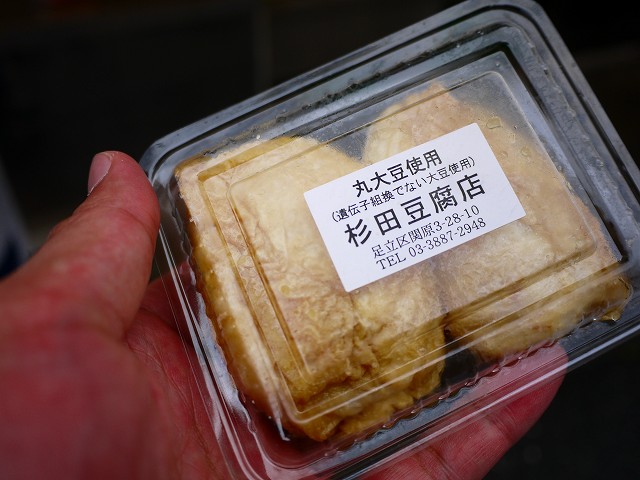 丸大豆使用
(遺伝子組換でない大豆使用)
杉田豆腐店
足立区関原3-28-10
TEL 03-3887-2948